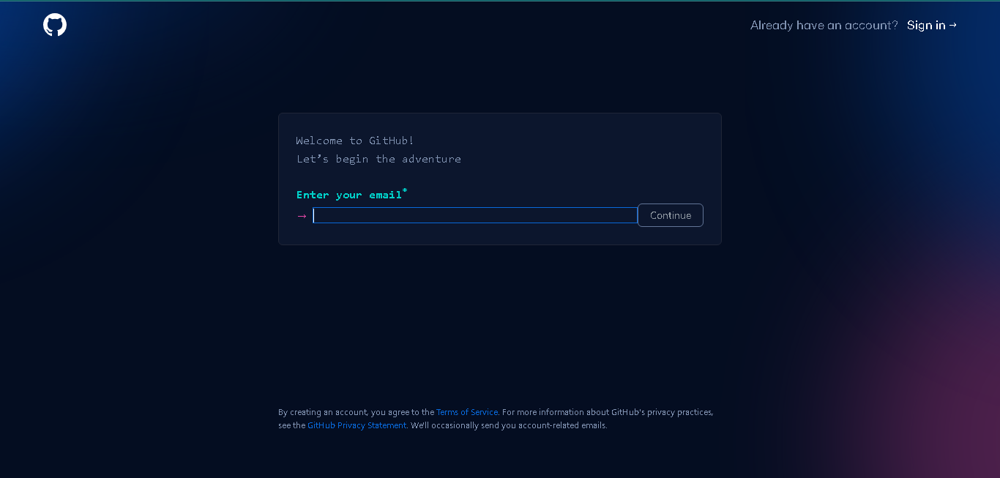 Already have an account? Sign in →
Welcome to GitHub!
Let’s begin the adventure
Enter your email*
→
Continue
By creating an account, you agree to the Terms of Service. For more information about GitHub's privacy practices,
see the GitHub Privacy Statement. We'll occasionally send you account-related emails.